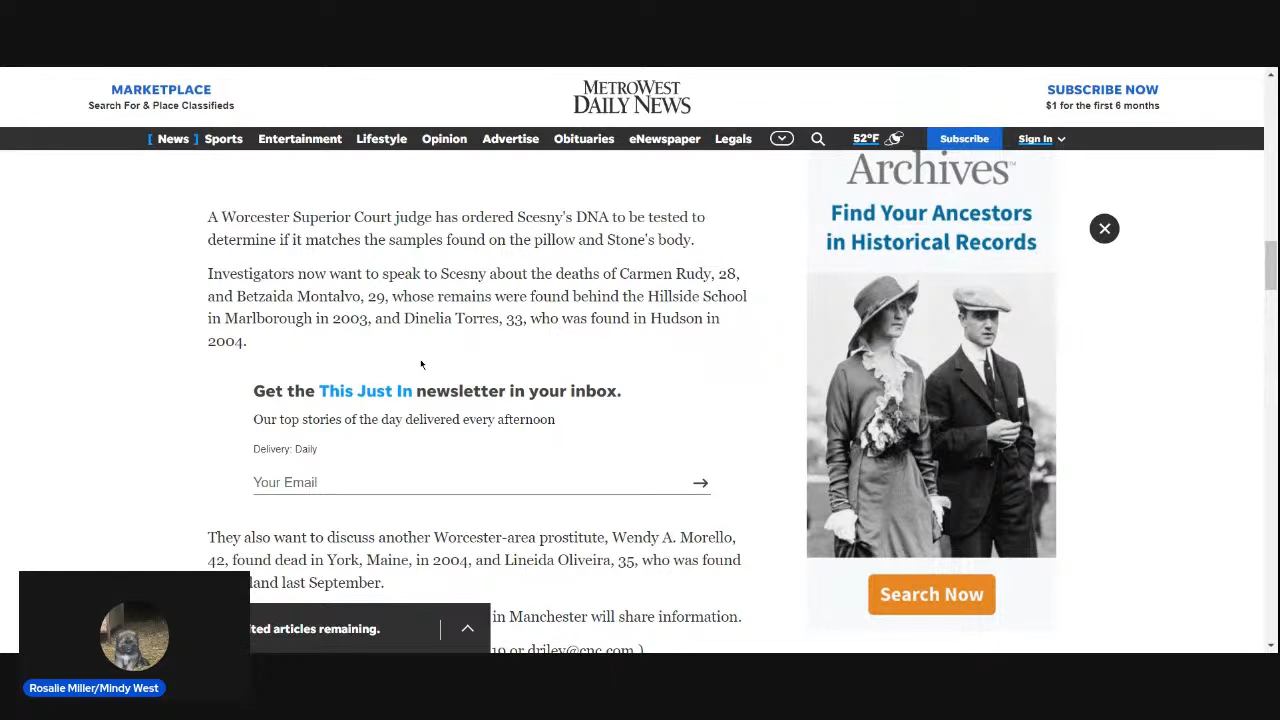 MARKETPLACE
Search For & Place Classifieds
METROWEST
DAILY NEWS
SUBSCRIBE NOW
$1 for the first 6 months
[ News ] Sports Entertainment Lifestyle Opinion Advertise Obituaries eNewspaper Legals 52°F Subscribe Sign In
Archives™
Find Your Ancestors
in Historical Records
Search Now
A Worcester Superior Court judge has ordered Scesny's DNA to be tested to
determine if it matches the samples found on the pillow and Stone's body.
Investigators now want to speak to Scesny about the deaths of Carmen Rudy, 28,
and Betzaida Montalvo, 29, whose remains were found behind the Hillside School
in Marlborough in 2003, and Dinelia Torres, 33, who was found in Hudson in
2004.
Get the This Just In newsletter in your inbox.
Our top stories of the day delivered every afternoon
Delivery: Daily
Your Email
They also want to discuss another Worcester-area prostitute, Wendy A. Morello,
42, found dead in York, Maine, in 2004, and Lineida Oliveira, 35, who was found
land last September.
in Manchester will share information.
ted articles remaining.
or driley@cnc.com.)
Rosalie Miller/Mindy West